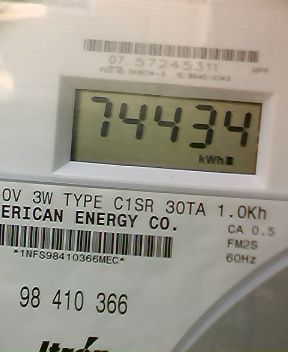 07 57245311
74434
kWh
0V 3W TYPE C1SR 30TA 1.0Kh
ERICAN ENERGY CO.
CA 0.5
FM2S
*1NFS98410366MEC*
60Hz
98 410 366
Itrón